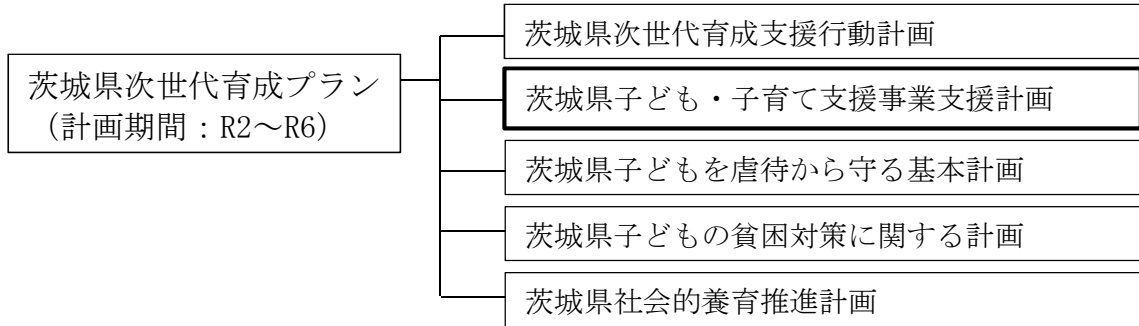 茨城県次世代育成プラン
（計画期間：R2～R6）
茨城県次世代育成支援行動計画
茨城県子ども・子育て支援事業支援計画
茨城県子どもを虐待から守る基本計画
茨城県子どもの貧困対策に関する計画
茨城県社会的養育推進計画